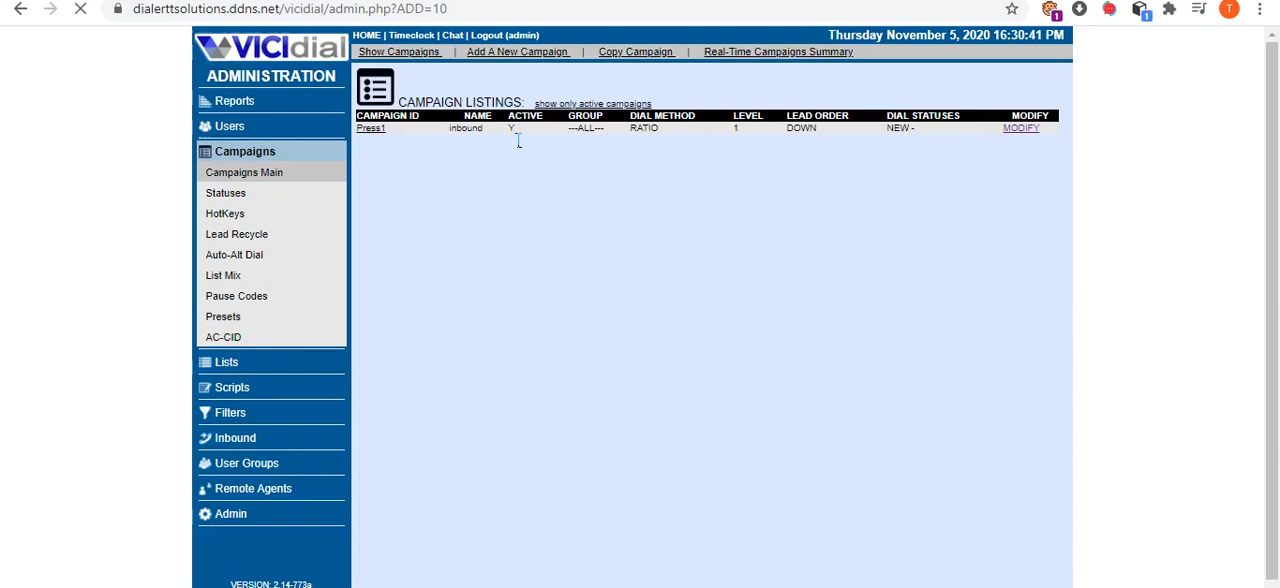 dialerttsolutions.ddns.net/vicidial/admin.php?ADD=10
1
1
T
VICIdial
HOME | Timeclock | Chat | Logout (admin)
Thursday November 5, 2020 16:30:41 PM
Show Campaigns | Add A New Campaign | Copy Campaign | Real-Time Campaigns Summary
ADMINISTRATION
Reports
Users
Campaigns
Campaigns Main
Statuses
HotKeys
Lead Recycle
Auto-Alt Dial
List Mix
Pause Codes
Presets
AC-CID
Lists
Scripts
Filters
Inbound
User Groups
Remote Agents
Admin
VERSION: 2.14-773a
CAMPAIGN LISTINGS: show only active campaigns
CAMPAIGN ID NAME ACTIVE GROUP DIAL METHOD LEVEL LEAD ORDER DIAL STATUSES MODIFY
Press1 inbound Y ---ALL--- RATIO 1 DOWN NEW - MODIFY